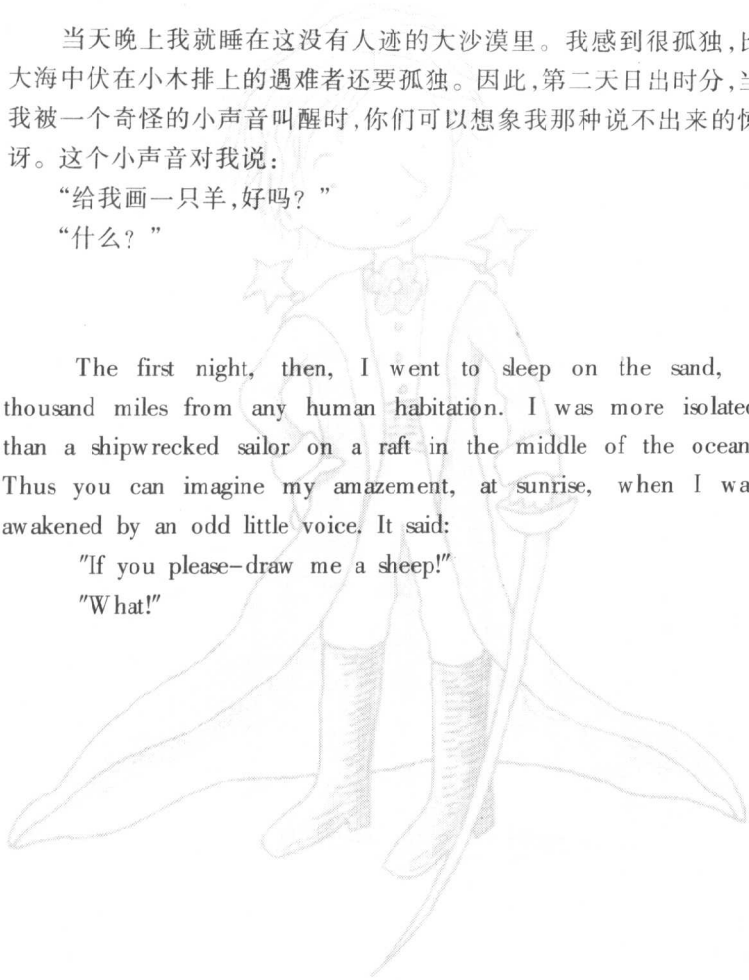 当天晚上我就睡在这没有人迹的大沙漠里。我感到很孤独,比
大海中伏在小木排上的遇难者还要孤独。因此,第二天日出时分,当
我被一个奇怪的小声音叫醒时,你们可以想象我那种说不出来的惊
讶。这个小声音对我说:
“给我画一只羊,好吗?”
“什么?”
The first night, then, I went to sleep on the sand,
thousand miles from any human habitation. I was more isolated
than a shipwrecked sailor on a raft in the middle of the ocean
Thus you can imagine my amazement, at sunrise, when I wa
awakened by an odd little voice. It said:
"If you please–draw me a sheep!"
"What!"